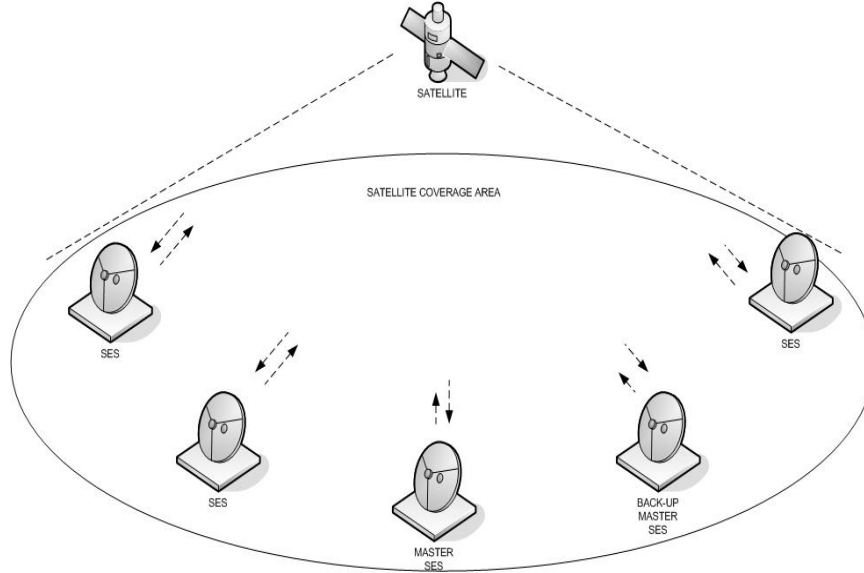 SATELLITE
SATELLITE COVERAGE AREA
SES
SES
SES
BACK-UP
MASTER
SES
MASTER
SES